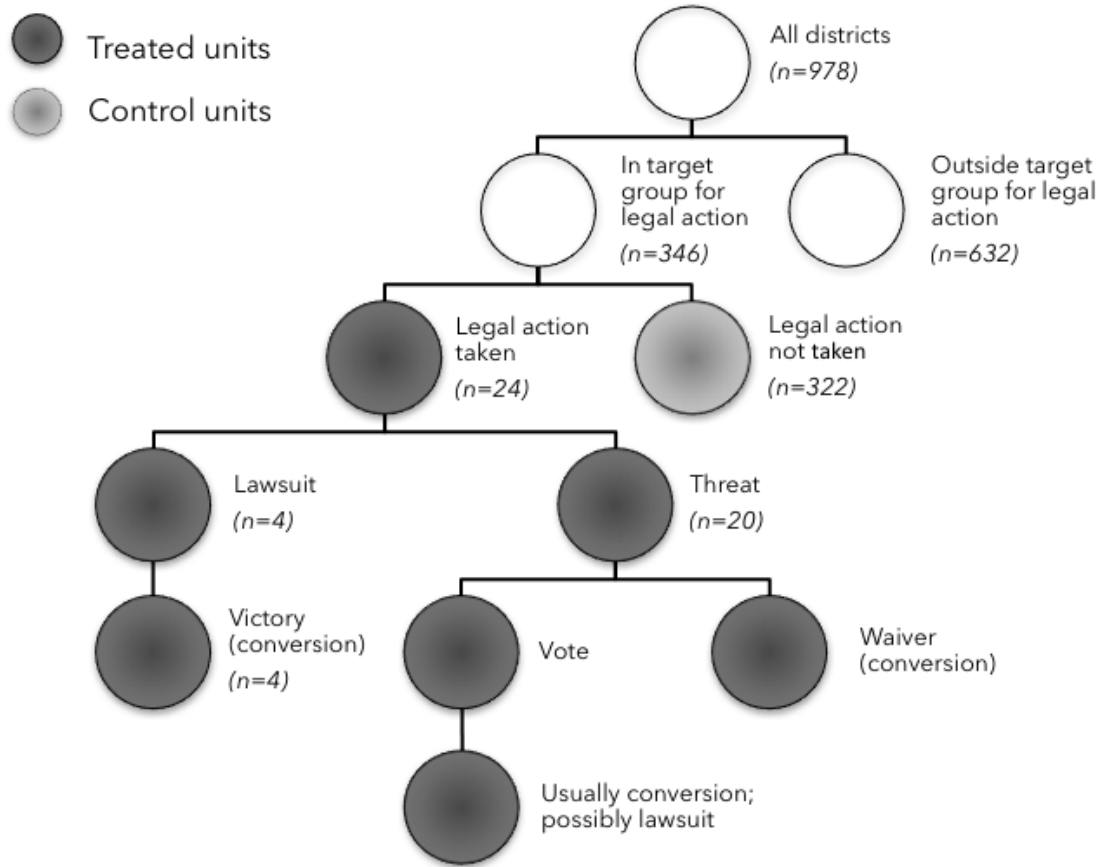 Treated units
Control units
All districts
(n=978)
In target
group for
legal action
(n=346)
Outside target
group for legal
action
(n=632)
Legal action
taken
(n=24)
Legal action
not taken
(n=322)
Lawsuit
(n=4)
Threat
(n=20)
Victory
(conversion)
(n=4)
Vote
Waiver
(conversion)
Usually conversion;
possibly lawsuit